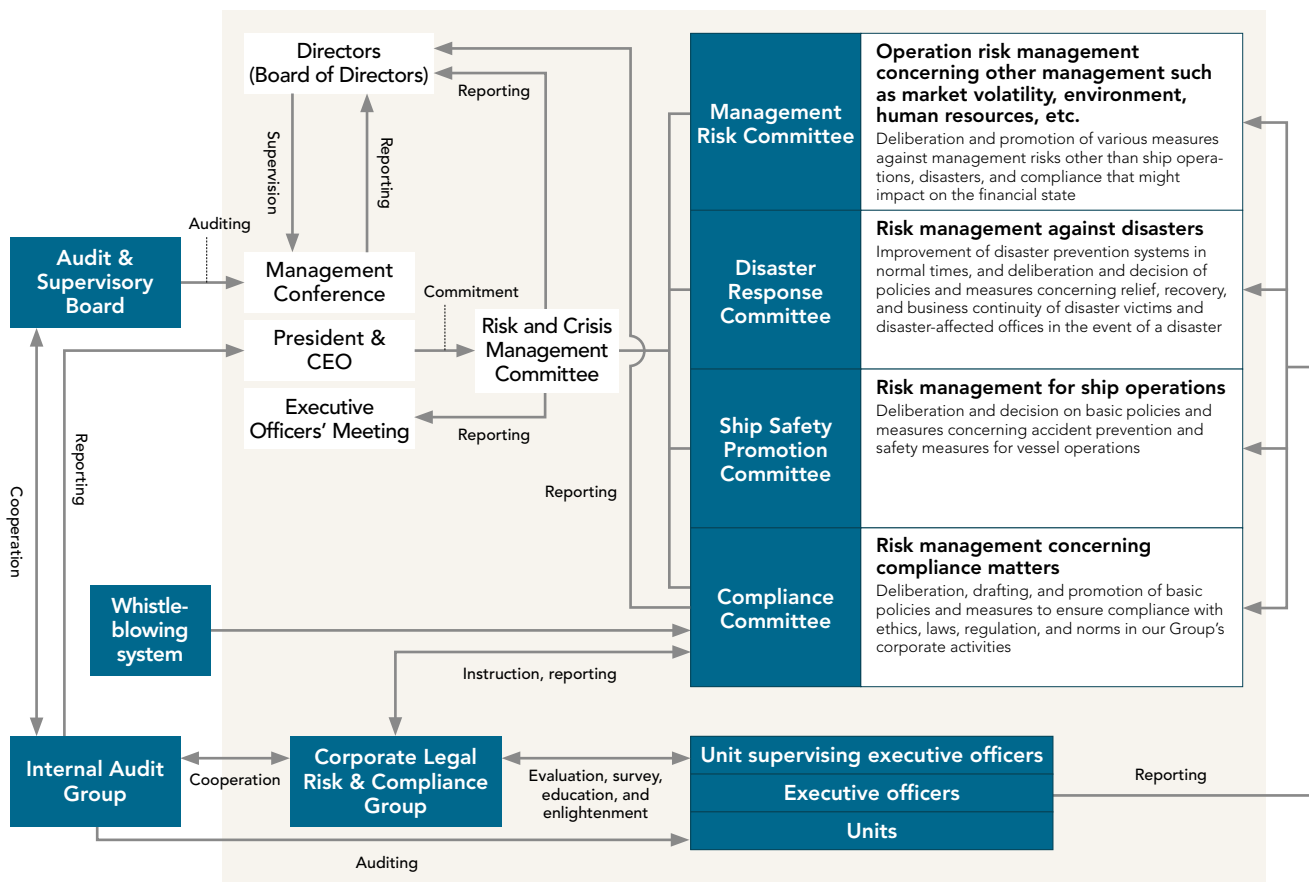 Directors
(Board of Directors)
Reporting
Supervision
Reporting
Auditing
Audit &
Supervisory
Board
Management
Conference
Commitment
President &
CEO
Risk and Crisis
Management
Committee
Executive
Officers’ Meeting
Reporting
Reporting
Reporting
Cooperation
Management
Risk Committee
Operation risk management
concerning other management such
as market volatility, environment,
human resources, etc.
Deliberation and promotion of various measures
against management risks other than ship opera-
tions, disasters, and compliance that might
impact on the financial state
Disaster
Response
Committee
Risk management against disasters
Improvement of disaster prevention systems in
normal times, and deliberation and decision of
policies and measures concerning relief, recovery,
and business continuity of disaster victims and
disaster-affected offices in the event of a disaster
Ship Safety
Promotion
Committee
Risk management for ship operations
Deliberation and decision on basic policies and
measures concerning accident prevention and
safety measures for vessel operations
Compliance
Committee
Risk management concerning
compliance matters
Deliberation, drafting, and promotion of basic
policies and measures to ensure compliance with
ethics, laws, regulation, and norms in our Group’s
corporate activities
Whistle-
blowing
system
Instruction, reporting
Internal Audit
Group
Cooperation
Corporate Legal
Risk & Compliance
Group
Evaluation, survey,
education, and
enlightenment
Unit supervising executive officers
Executive officers
Units
Reporting
Auditing